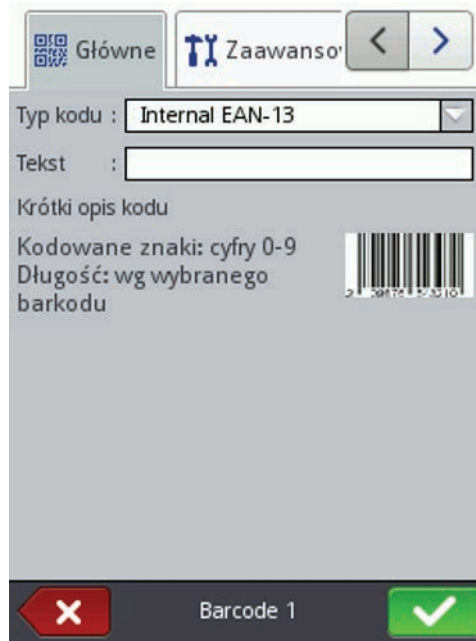 Główne
Zaawanso
Typ kodu :
Internal EAN-13
Tekst :
Krótki opis kodu
Kodowane znaki: cyfry 0-9
Długość: wg wybranego
barkodu
Barcode 1